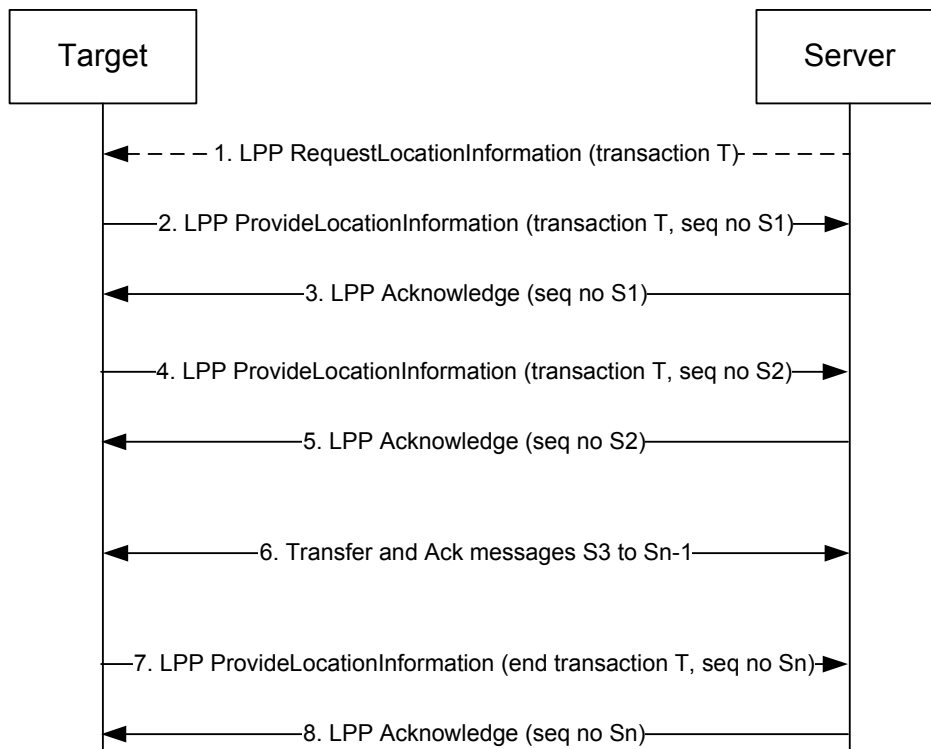 Target
Server
1. LPP RequestLocationInformation (transaction T)
2. LPP ProvideLocationInformation (transaction T, seq no S1)
3. LPP Acknowledge (seq no S1)
4. LPP ProvideLocationInformation (transaction T, seq no S2)
5. LPP Acknowledge (seq no S2)
6. Transfer and Ack messages S3 to Sn-1
7. LPP ProvideLocationInformation (end transaction T, seq no Sn)
8. LPP Acknowledge (seq no Sn)